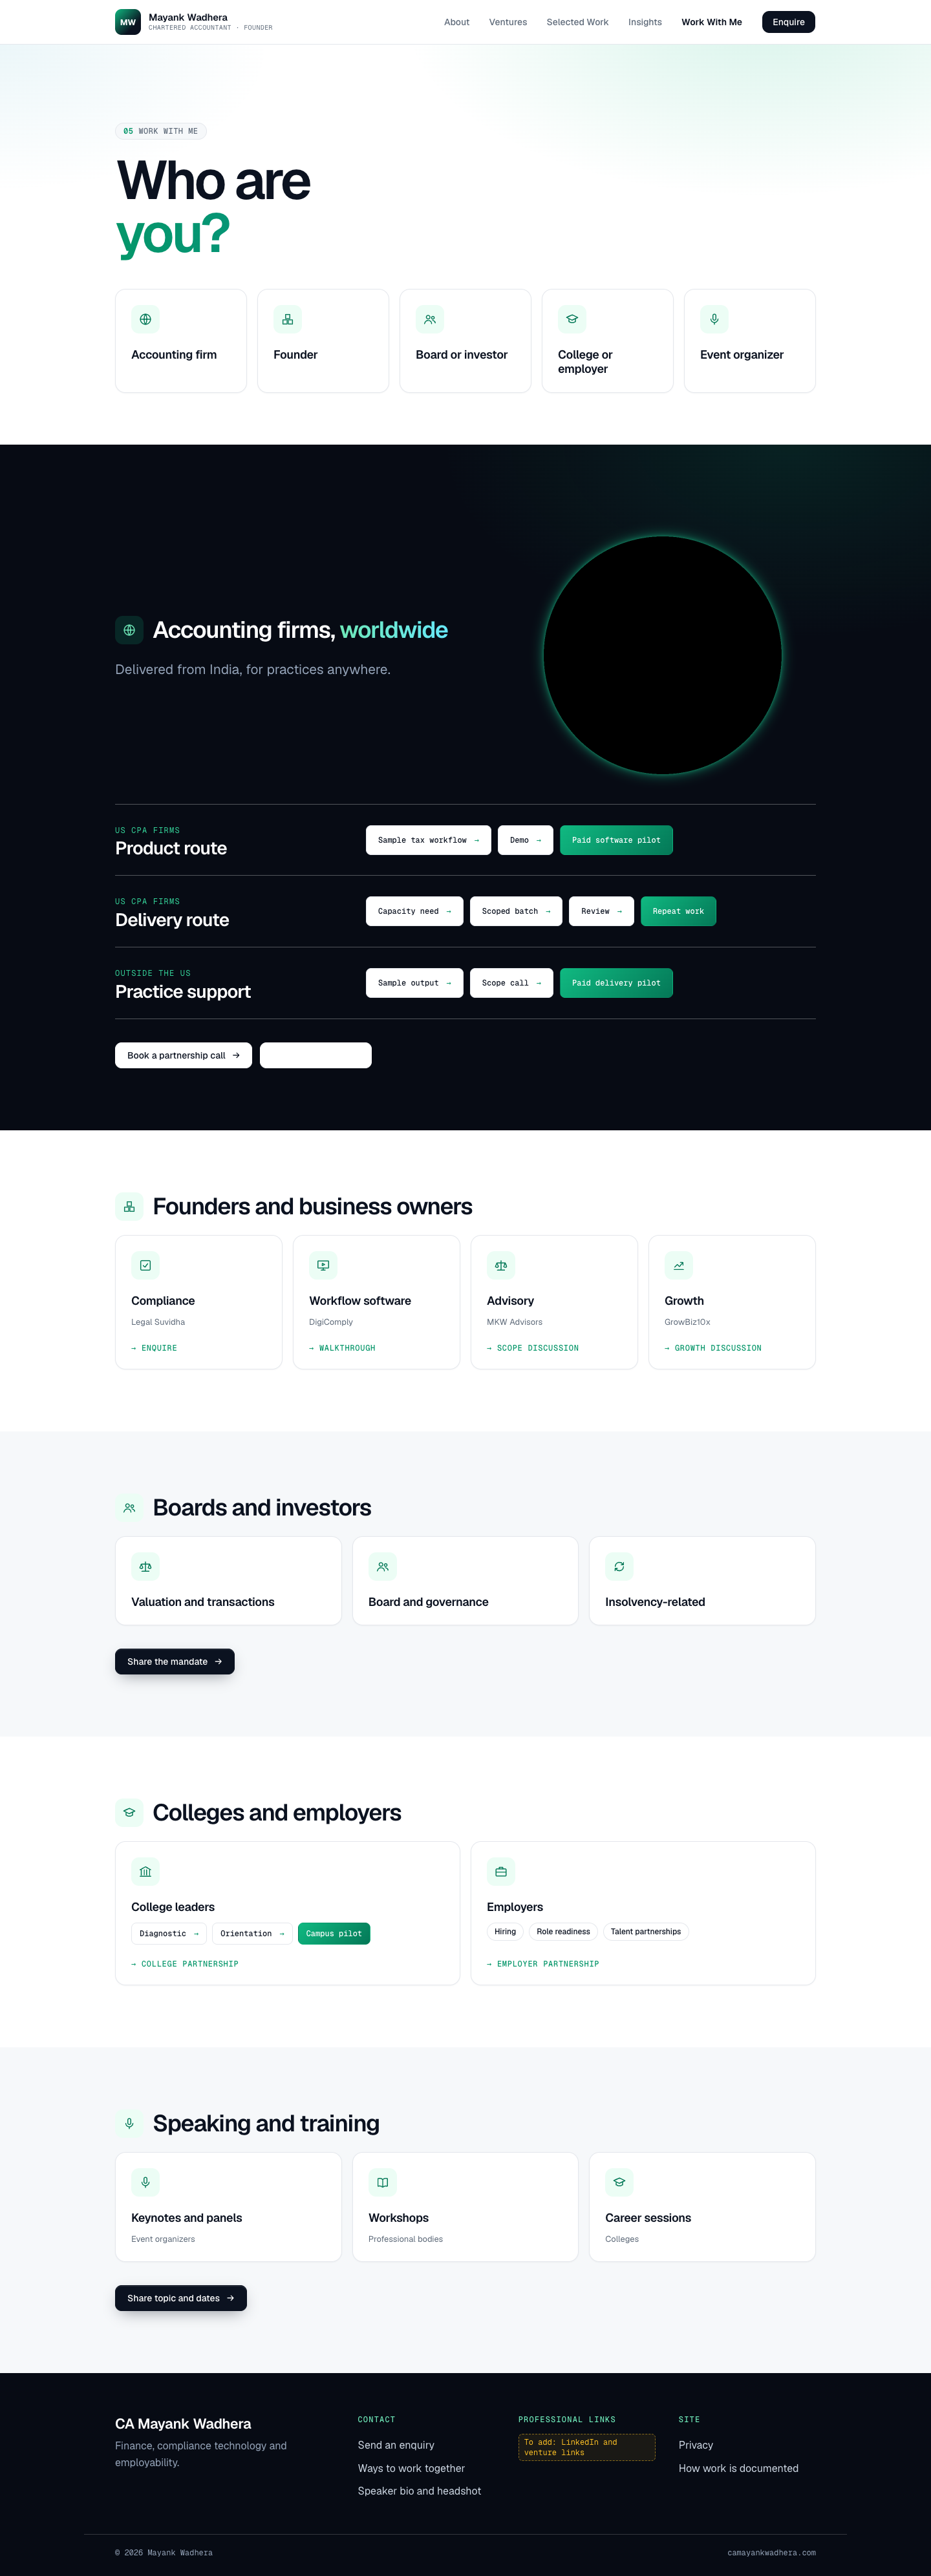 MW
Mayank Wadhera
CHARTERED ACCOUNTANT · FOUNDER
About
Ventures
Selected Work
Insights
Work With Me
Enquire
05 WORK WITH ME
Who are
you?
Accounting firm
Founder
Board or investor
College or
employer
Event organizer
Accounting firms, worldwide
Delivered from India, for practices anywhere.
US CPA FIRMS
Product route
Sample tax workflow →
Demo →
Paid software pilot
US CPA FIRMS
Delivery route
Capacity need →
Scoped batch →
Review →
Repeat work
OUTSIDE THE US
Practice support
Sample output →
Scope call →
Paid delivery pilot
Book a partnership call →
Founders and business owners
Compliance
Legal Suvidha
→ ENQUIRE
Workflow software
DigiComply
→ WALKTHROUGH
Advisory
MKW Advisors
→ SCOPE DISCUSSION
Growth
GrowBiz10x
→ GROWTH DISCUSSION
Boards and investors
Valuation and transactions
Board and governance
Insolvency-related
Share the mandate →
Colleges and employers
College leaders
Diagnostic →
Orientation →
Campus pilot
→ COLLEGE PARTNERSHIP
Employers
Hiring
Role readiness
Talent partnerships
→ EMPLOYER PARTNERSHIP
Speaking and training
Keynotes and panels
Event organizers
Workshops
Professional bodies
Career sessions
Colleges
Share topic and dates →
CA Mayank Wadhera
Finance, compliance technology and
employability.
CONTACT
Send an enquiry
Ways to work together
Speaker bio and headshot
PROFESSIONAL LINKS
To add: LinkedIn and
venture links
SITE
Privacy
How work is documented
© 2026 Mayank Wadhera
camayankwadhera.com